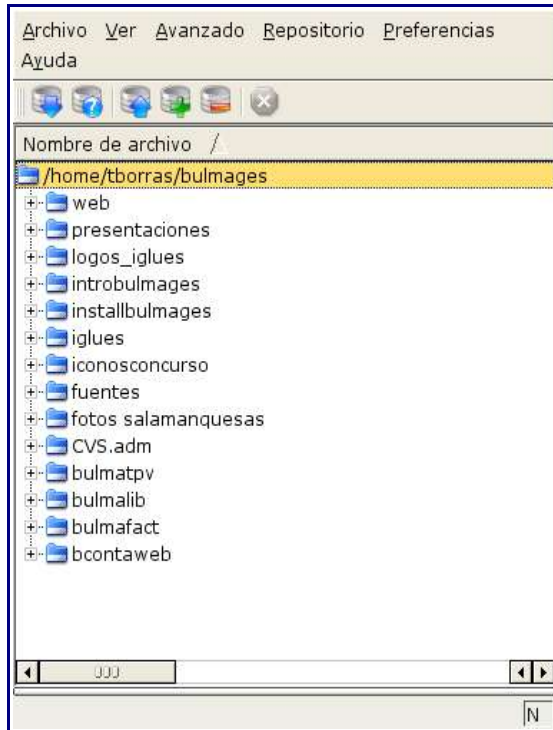 Archivo Ver Avanzado Repositorio Preferencias
Ayuda
Nombre de archivo
/home/tborras/bulmages
web
presentaciones
logos_iglues
introbulmages
installbulmages
iglues
iconosconcurso
fuentes
fotos salamanquesas
CVS.adm
bulmatpv
bulmalib
bulmafact
bcontaweb
N